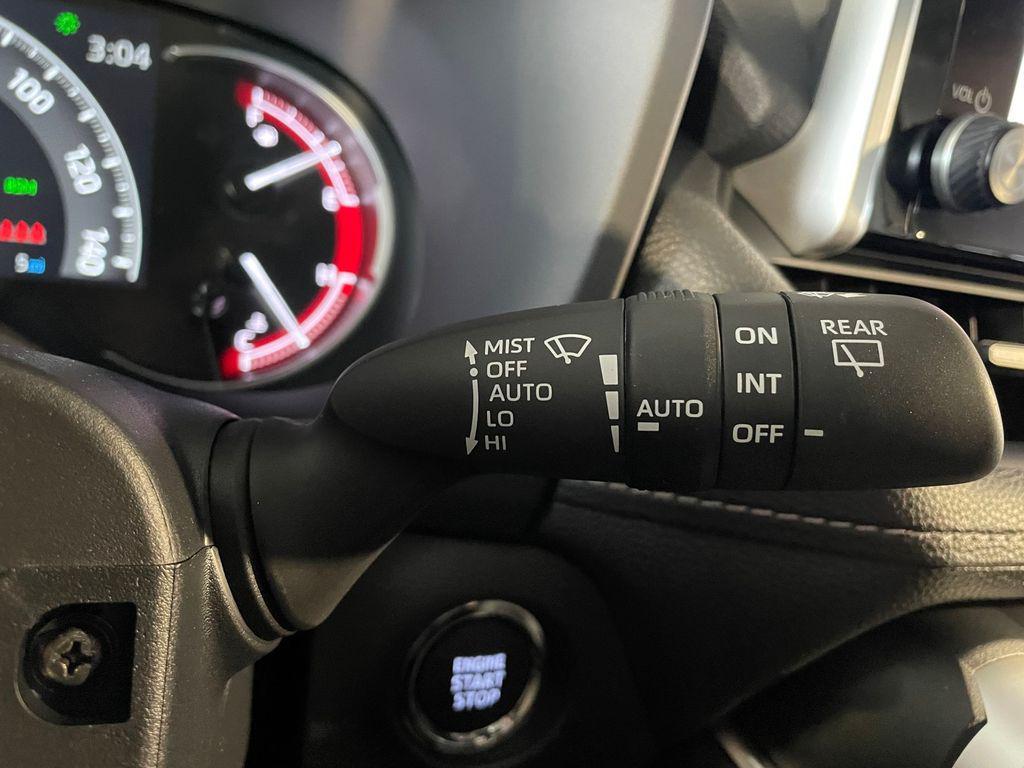 3:04
100
120
140
VOL
MIST
OFF
AUTO
LO
HI
AUTO
ON
INT
OFF
REAR
ENGINE
START
STOP